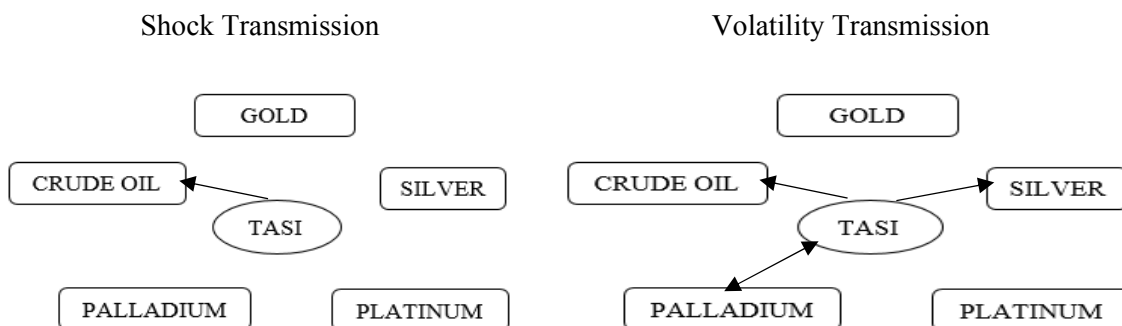 Shock Transmission
Volatility Transmission
GOLD
CRUDE OIL
SILVER
TASI
PALLADIUM
PLATINUM
GOLD
CRUDE OIL
SILVER
TASI
PALLADIUM
PLATINUM